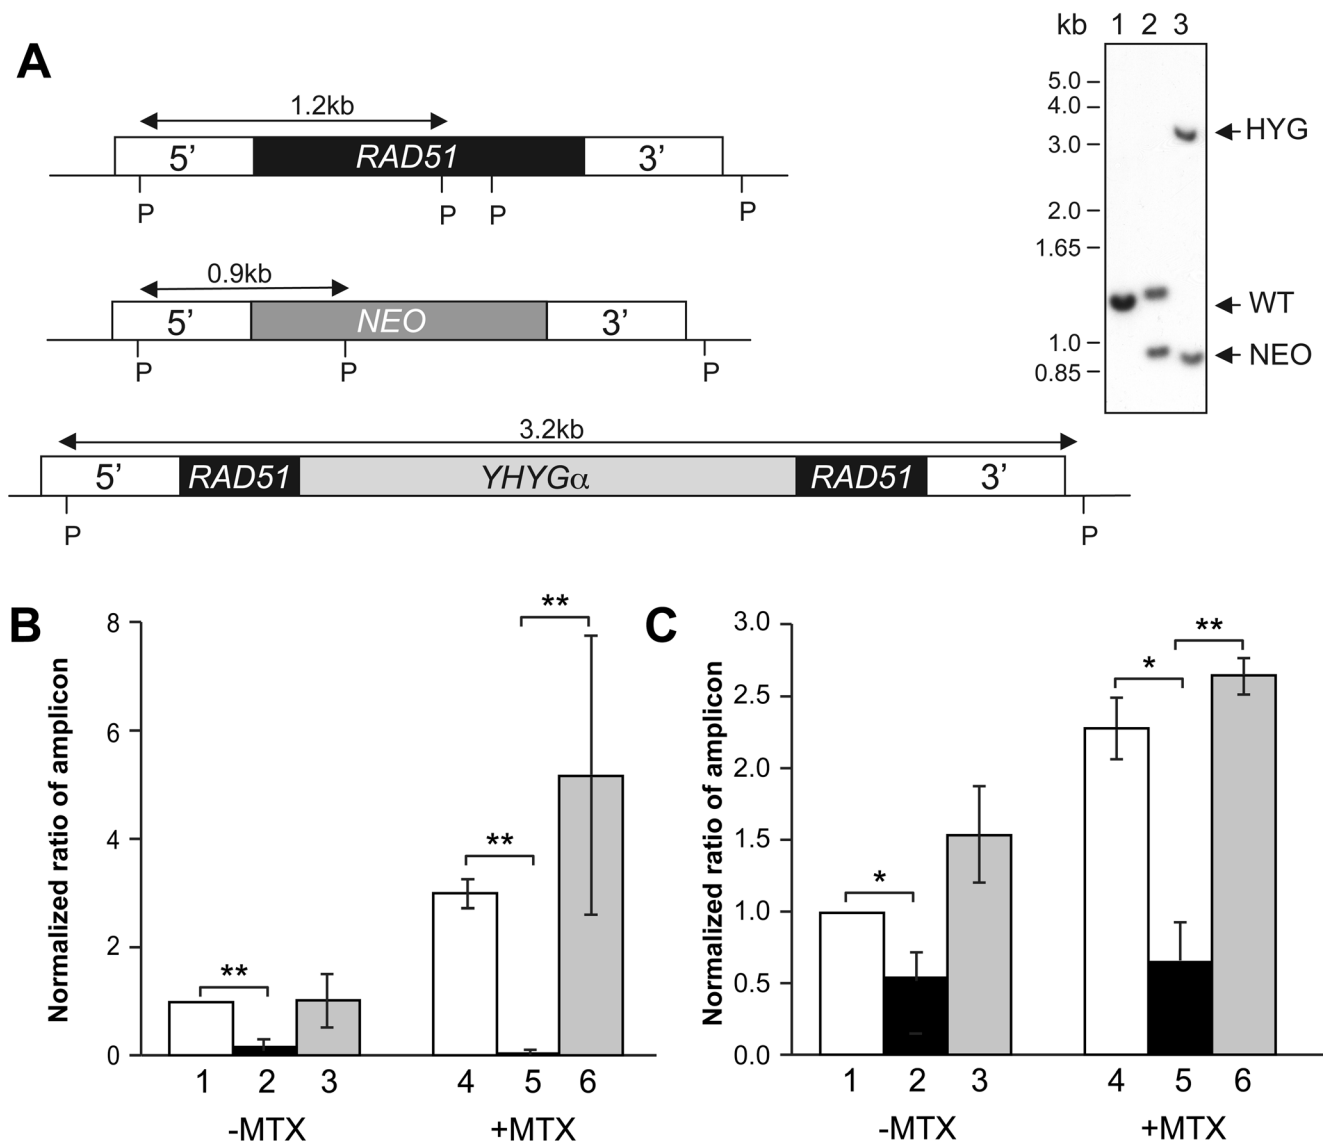 A
1.2kb
5’ RAD51 3’
P P P P
0.9kb
5’ NEO 3’
P P P
3.2kb
5’ RAD51 YHYGα RAD51 3’
P P
kb 1 2 3
5.0
4.0
3.0
2.0
1.65
1.0
0.85
HYG
WT
NEO
B
Normalized ratio of amplicon
8
6
4
2
0
** ** **
1 2 3 4 5 6
-MTX +MTX
C
Normalized ratio of amplicon
3.0
2.5
2.0
1.5
1.0
0.5
0.0
* * **
1 2 3 4 5 6
-MTX +MTX